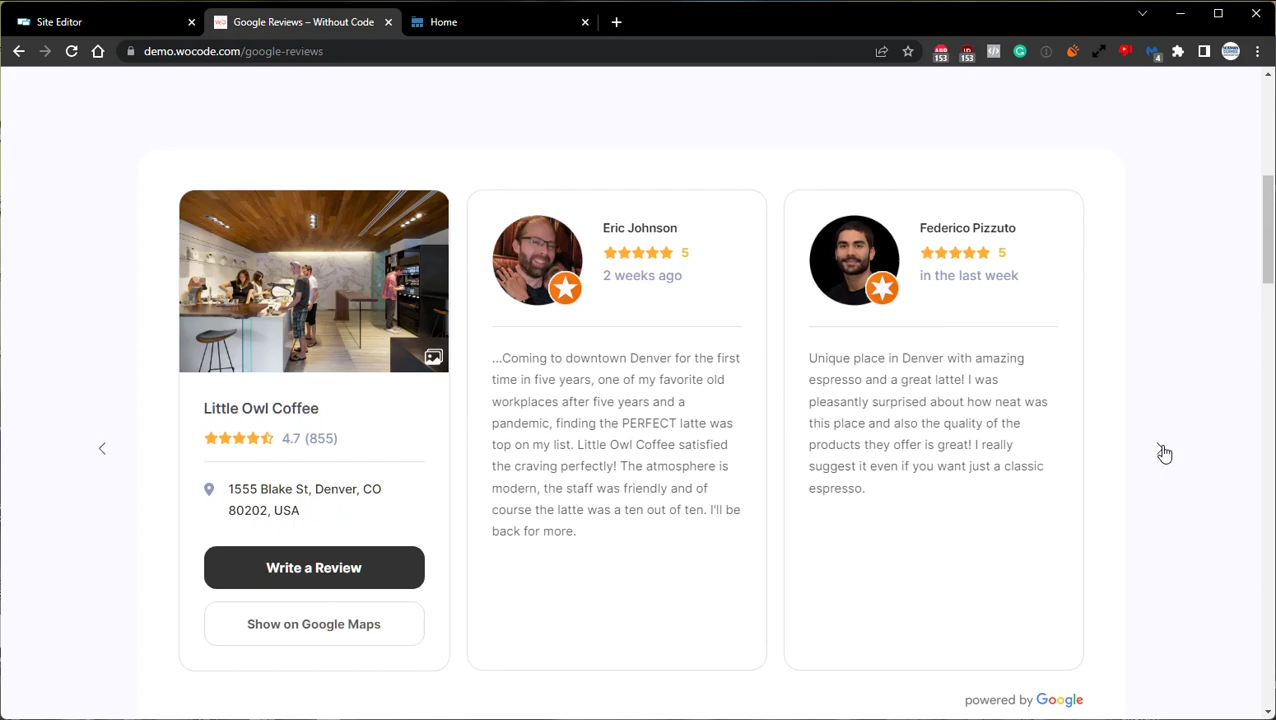 Site Editor
Google Reviews – Without Code
Home
demo.wocode.com/google-reviews
153
153
4
Little Owl Coffee
4.7 (855)
1555 Blake St, Denver, CO
80202, USA
Write a Review
Show on Google Maps
Eric Johnson
5
2 weeks ago
...Coming to downtown Denver for the first
time in five years, one of my favorite old
workplaces after five years and a
pandemic, finding the PERFECT latte was
top on my list. Little Owl Coffee satisfied
the craving perfectly! The atmosphere is
modern, the staff was friendly and of
course the latte was a ten out of ten. I'll be
back for more.
Federico Pizzuto
5
in the last week
Unique place in Denver with amazing
espresso and a great latte! I was
pleasantly surprised about how neat was
this place and also the quality of the
products they offer is great! I really
suggest it even if you want just a classic
espresso.
powered by Google